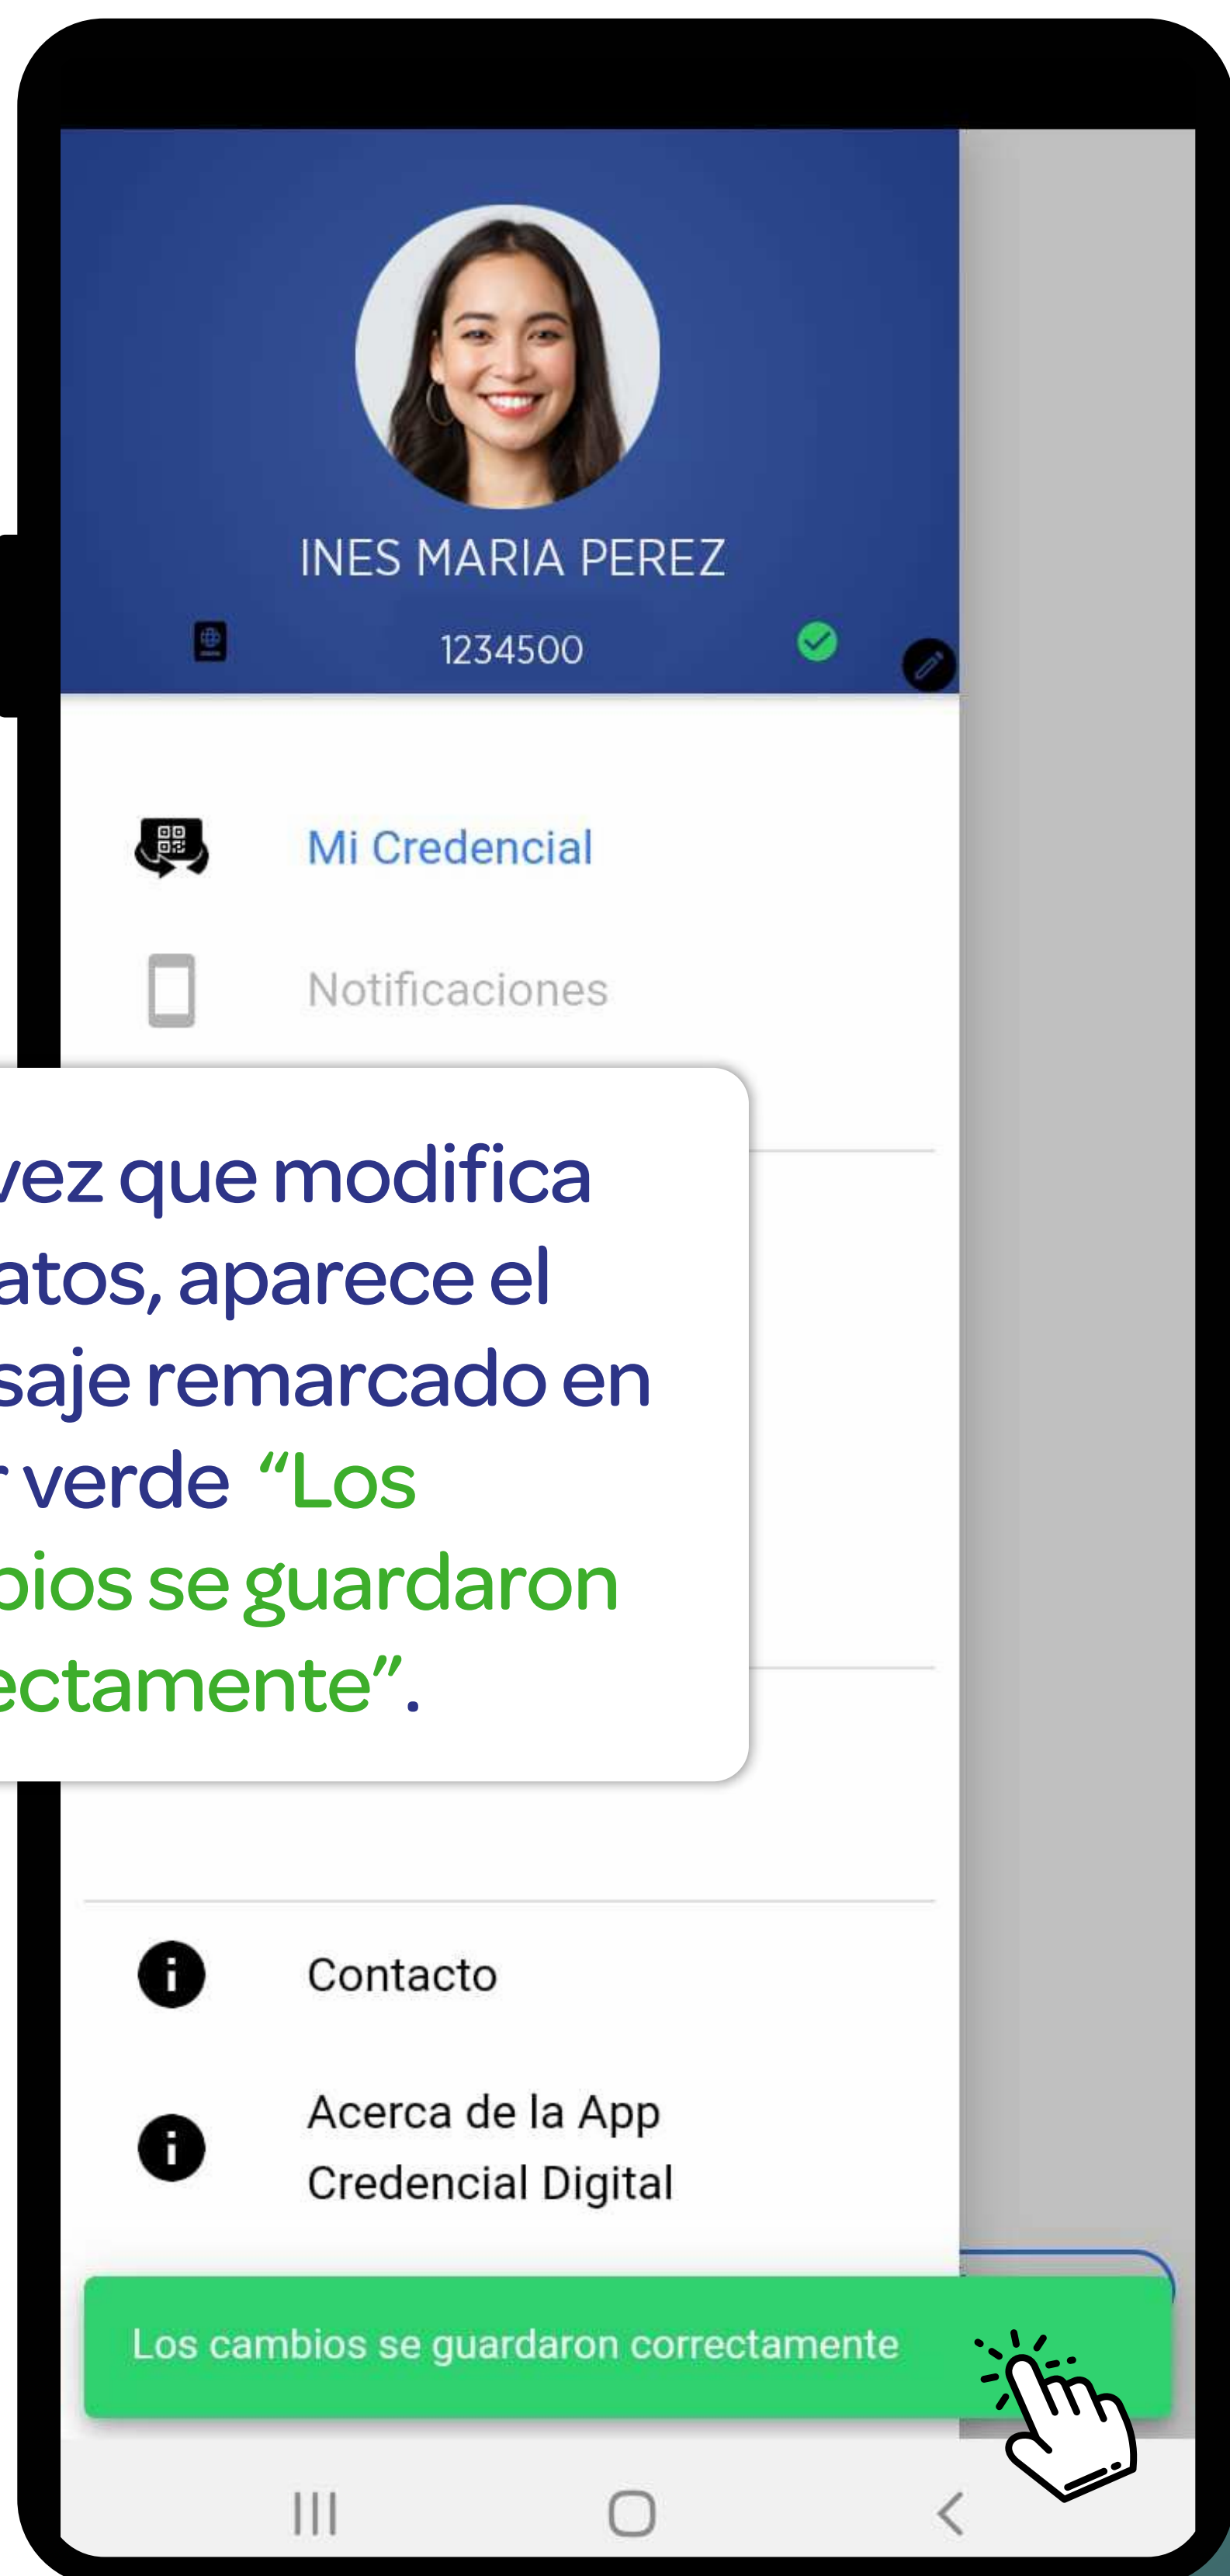 INES MARIA PEREZ
1234500
Mi Credencial
Notificaciones
vez que modifica
atos, aparece el
saje remarcado en
r verde “Los
bios se guardaron
ectamente”.
Contacto
Acerca de la App
Credencial Digital
Los cambios se guardaron correctamente